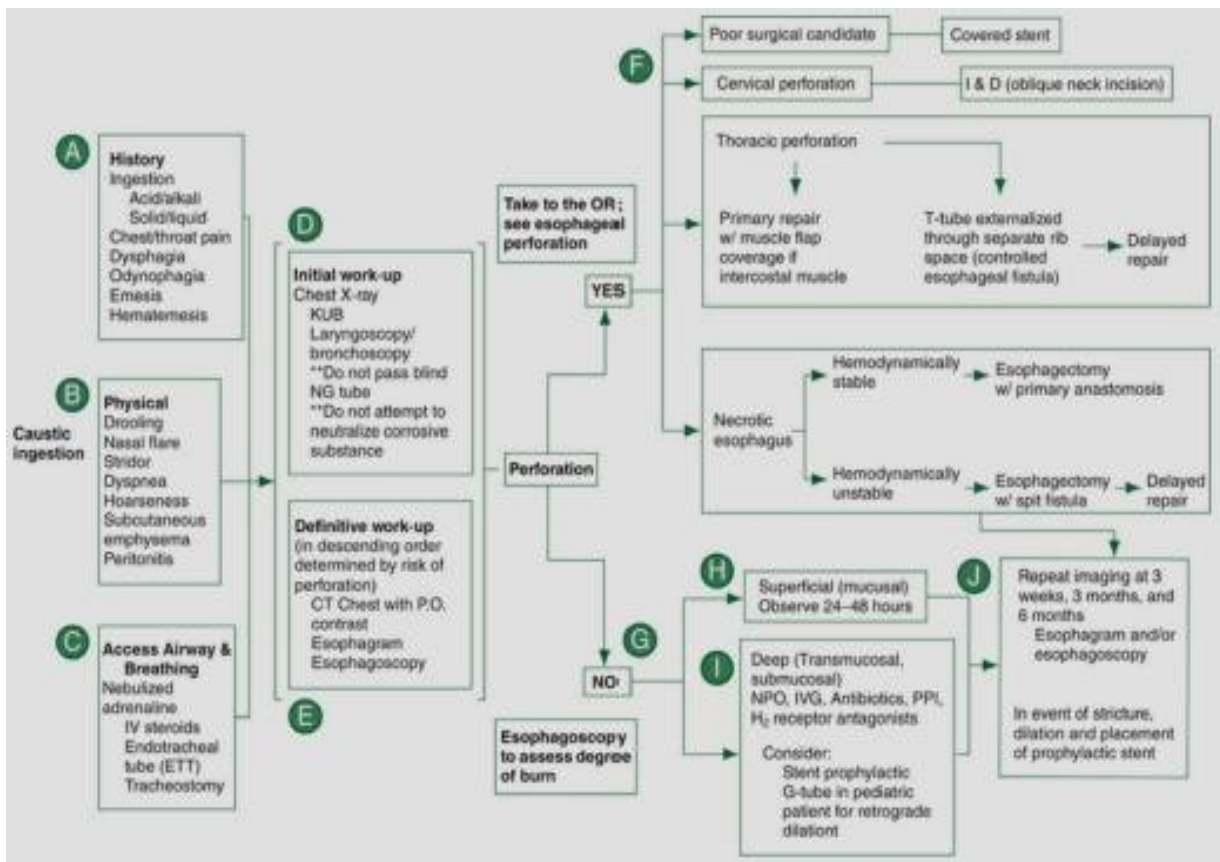 Caustic
ingestion
A
History
Ingestion
Acid/alkali
Solid/liquid
Chest/throat pain
Dysphagia
Odynophagia
Emesis
Hematemesis
B
Physical
Drooling
Nasal flare
Stridor
Dyspnea
Hoarseness
Subcutaneous
emphysema
Peritonitis
C
Access Airway &
Breathing
Nebulized
adrenaline
IV steroids
Endotracheal
tube (ETT)
Tracheostomy
D
Initial work-up
Chest X-ray
KUB
Laryngoscopy/
bronchoscopy
**Do not pass blind
NG tube
**Do not attempt to
neutralize corrosive
substance
Definitive work-up
(in descending order
determined by risk of
perforation)
CT Chest with P.O.
contrast
Esophagram
Esophagoscopy
E
Perforation
Take to the OR;
see esophageal
perforation
YES
F
Poor surgical candidate
Covered stent
Cervical perforation
I & D (oblique neck incision)
Thoracic perforation
Primary repair
w/ muscle flap
coverage if
intercostal muscle
T-tube externalized
through separate rib
space (controlled
esophageal fistula)
Delayed
repair
Necrotic
esophagus
Hemodynamically
stable
Esophagectomy
w/ primary anastomosis
Hemodynamically
unstable
Esophagectomy
w/ spit fistula
Delayed
repair
NO
G
Esophagoscopy
to assess degree
of burn
H
Superficial (mucusal)
Observe 24–48 hours
I
Deep (Transmucosal,
submucosal)
NPO, IVG, Antibiotics, PPI,
H₂ receptor antagonists
Consider:
Stent prophylactic
G-tube in pediatric
patient for retrograde
dilationt
J
Repeat imaging at 3
weeks, 3 months, and
6 months
Esophagram and/or
esophagoscopy
In event of stricture,
dilation and placement
of prophylactic stent